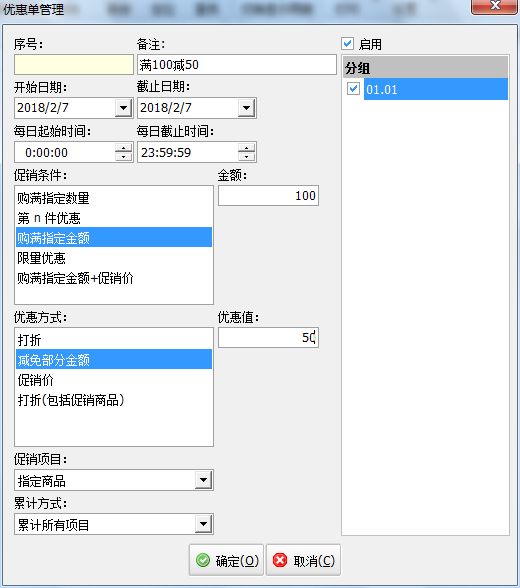 优惠单管理
序号:
备注:
启用
满100减50
分组
01.01
开始日期:
截止日期:
2018/2/7
2018/2/7
每日起始时间:
每日截止时间:
0:00:00
23:59:59
促销条件:
金额:
购满指定数量
第 n 件优惠
购满指定金额
限量优惠
购满指定金额+促销价
100
优惠方式:
优惠值:
打折
减免部分金额
促销价
打折(包括促销商品)
50
促销项目:
指定商品
累计方式:
累计所有项目
确定(O)
取消(C)